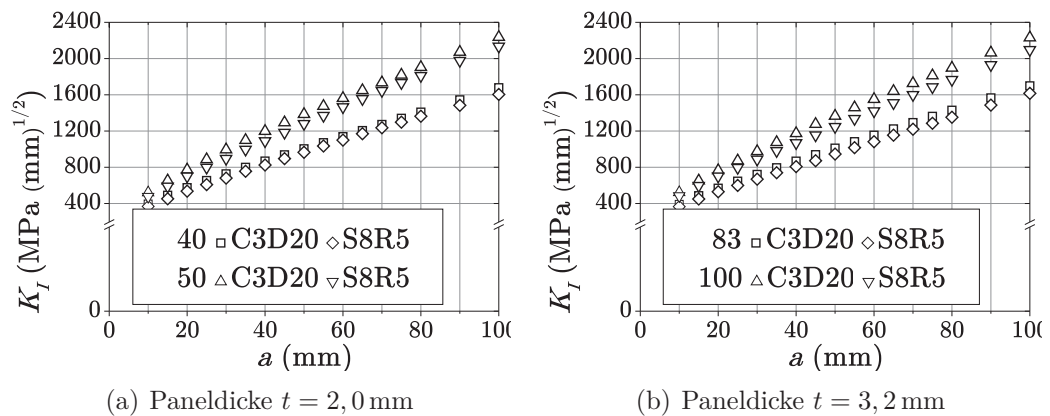 2400
2000
1600
1200
800
400
0
K_I (MPa (mm)^{1/2}
40 □ C3D20 ◇ S8R5
50 △ C3D20 ▽ S8R5
0 20 40 60 80 100
a (mm)
(a) Paneldicke t = 2, 0 mm
2400
2000
1600
1200
800
400
0
K_I (MPa (mm)^{1/2}
83 □ C3D20 ◇ S8R5
100 △ C3D20 ▽ S8R5
0 20 40 60 80 100
a (mm)
(b) Paneldicke t = 3, 2 mm